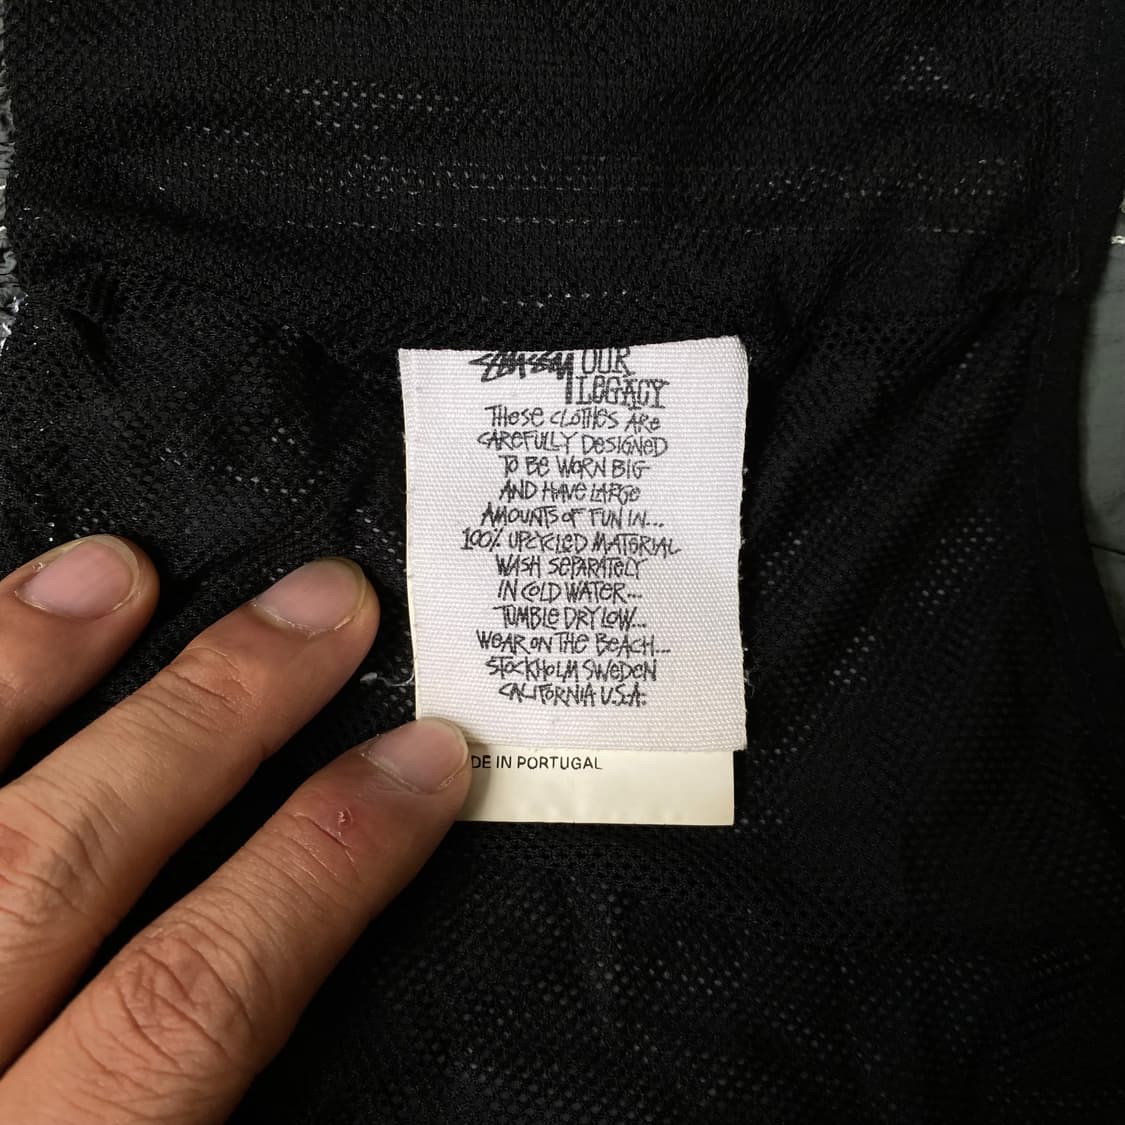 STÜSSY OUR
LEGACY
THESE CLOTHES ARE
CAREFULLY DESIGNED
TO BE WORN BIG
AND HAVE LARGE
AMOUNTS OF FUN IN...
100% UPCYCLED MATERIAL
WASH SEPARATELY
IN COLD WATER...
TUMBLE DRY LOW...
WEAR ON THE BEACH...
STOCKHOLM SWEDEN
CALIFORNIA U.S.A.
DE IN PORTUGAL